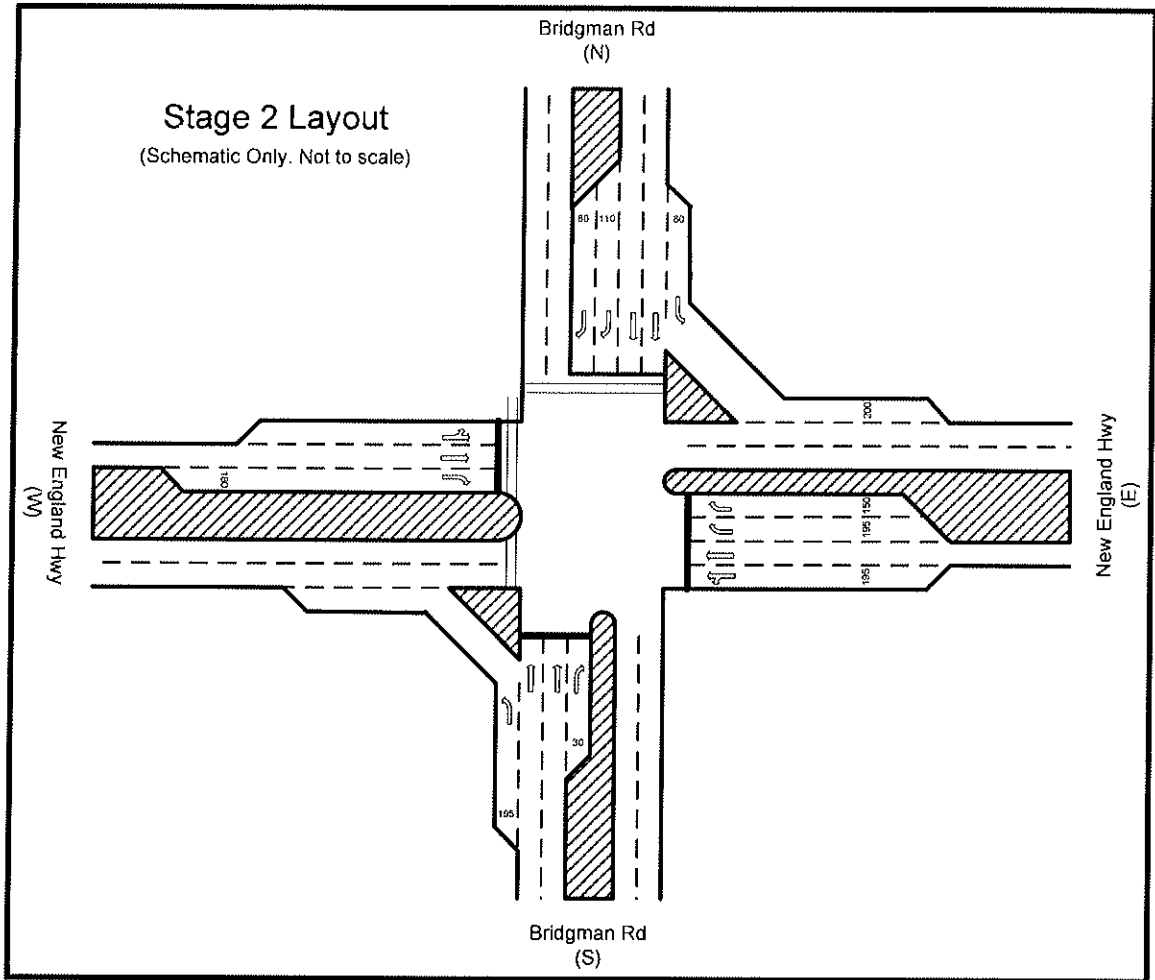 Bridgman Rd
(N)
Stage 2 Layout
(Schematic Only. Not to scale)
60
110
60
200
New England Hwy
(W)
180
150
195
195
New England Hwy
(E)
30
195
Bridgman Rd
(S)